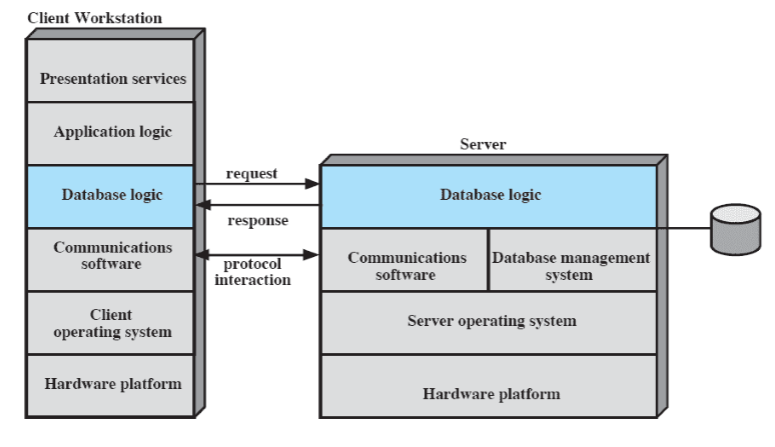 Client Workstation
Presentation services
Application logic
Database logic
Communications
software
Client
operating system
Hardware platform
request
response
protocol
interaction
Server
Database logic
Communications
software
Database management
system
Server operating system
Hardware platform